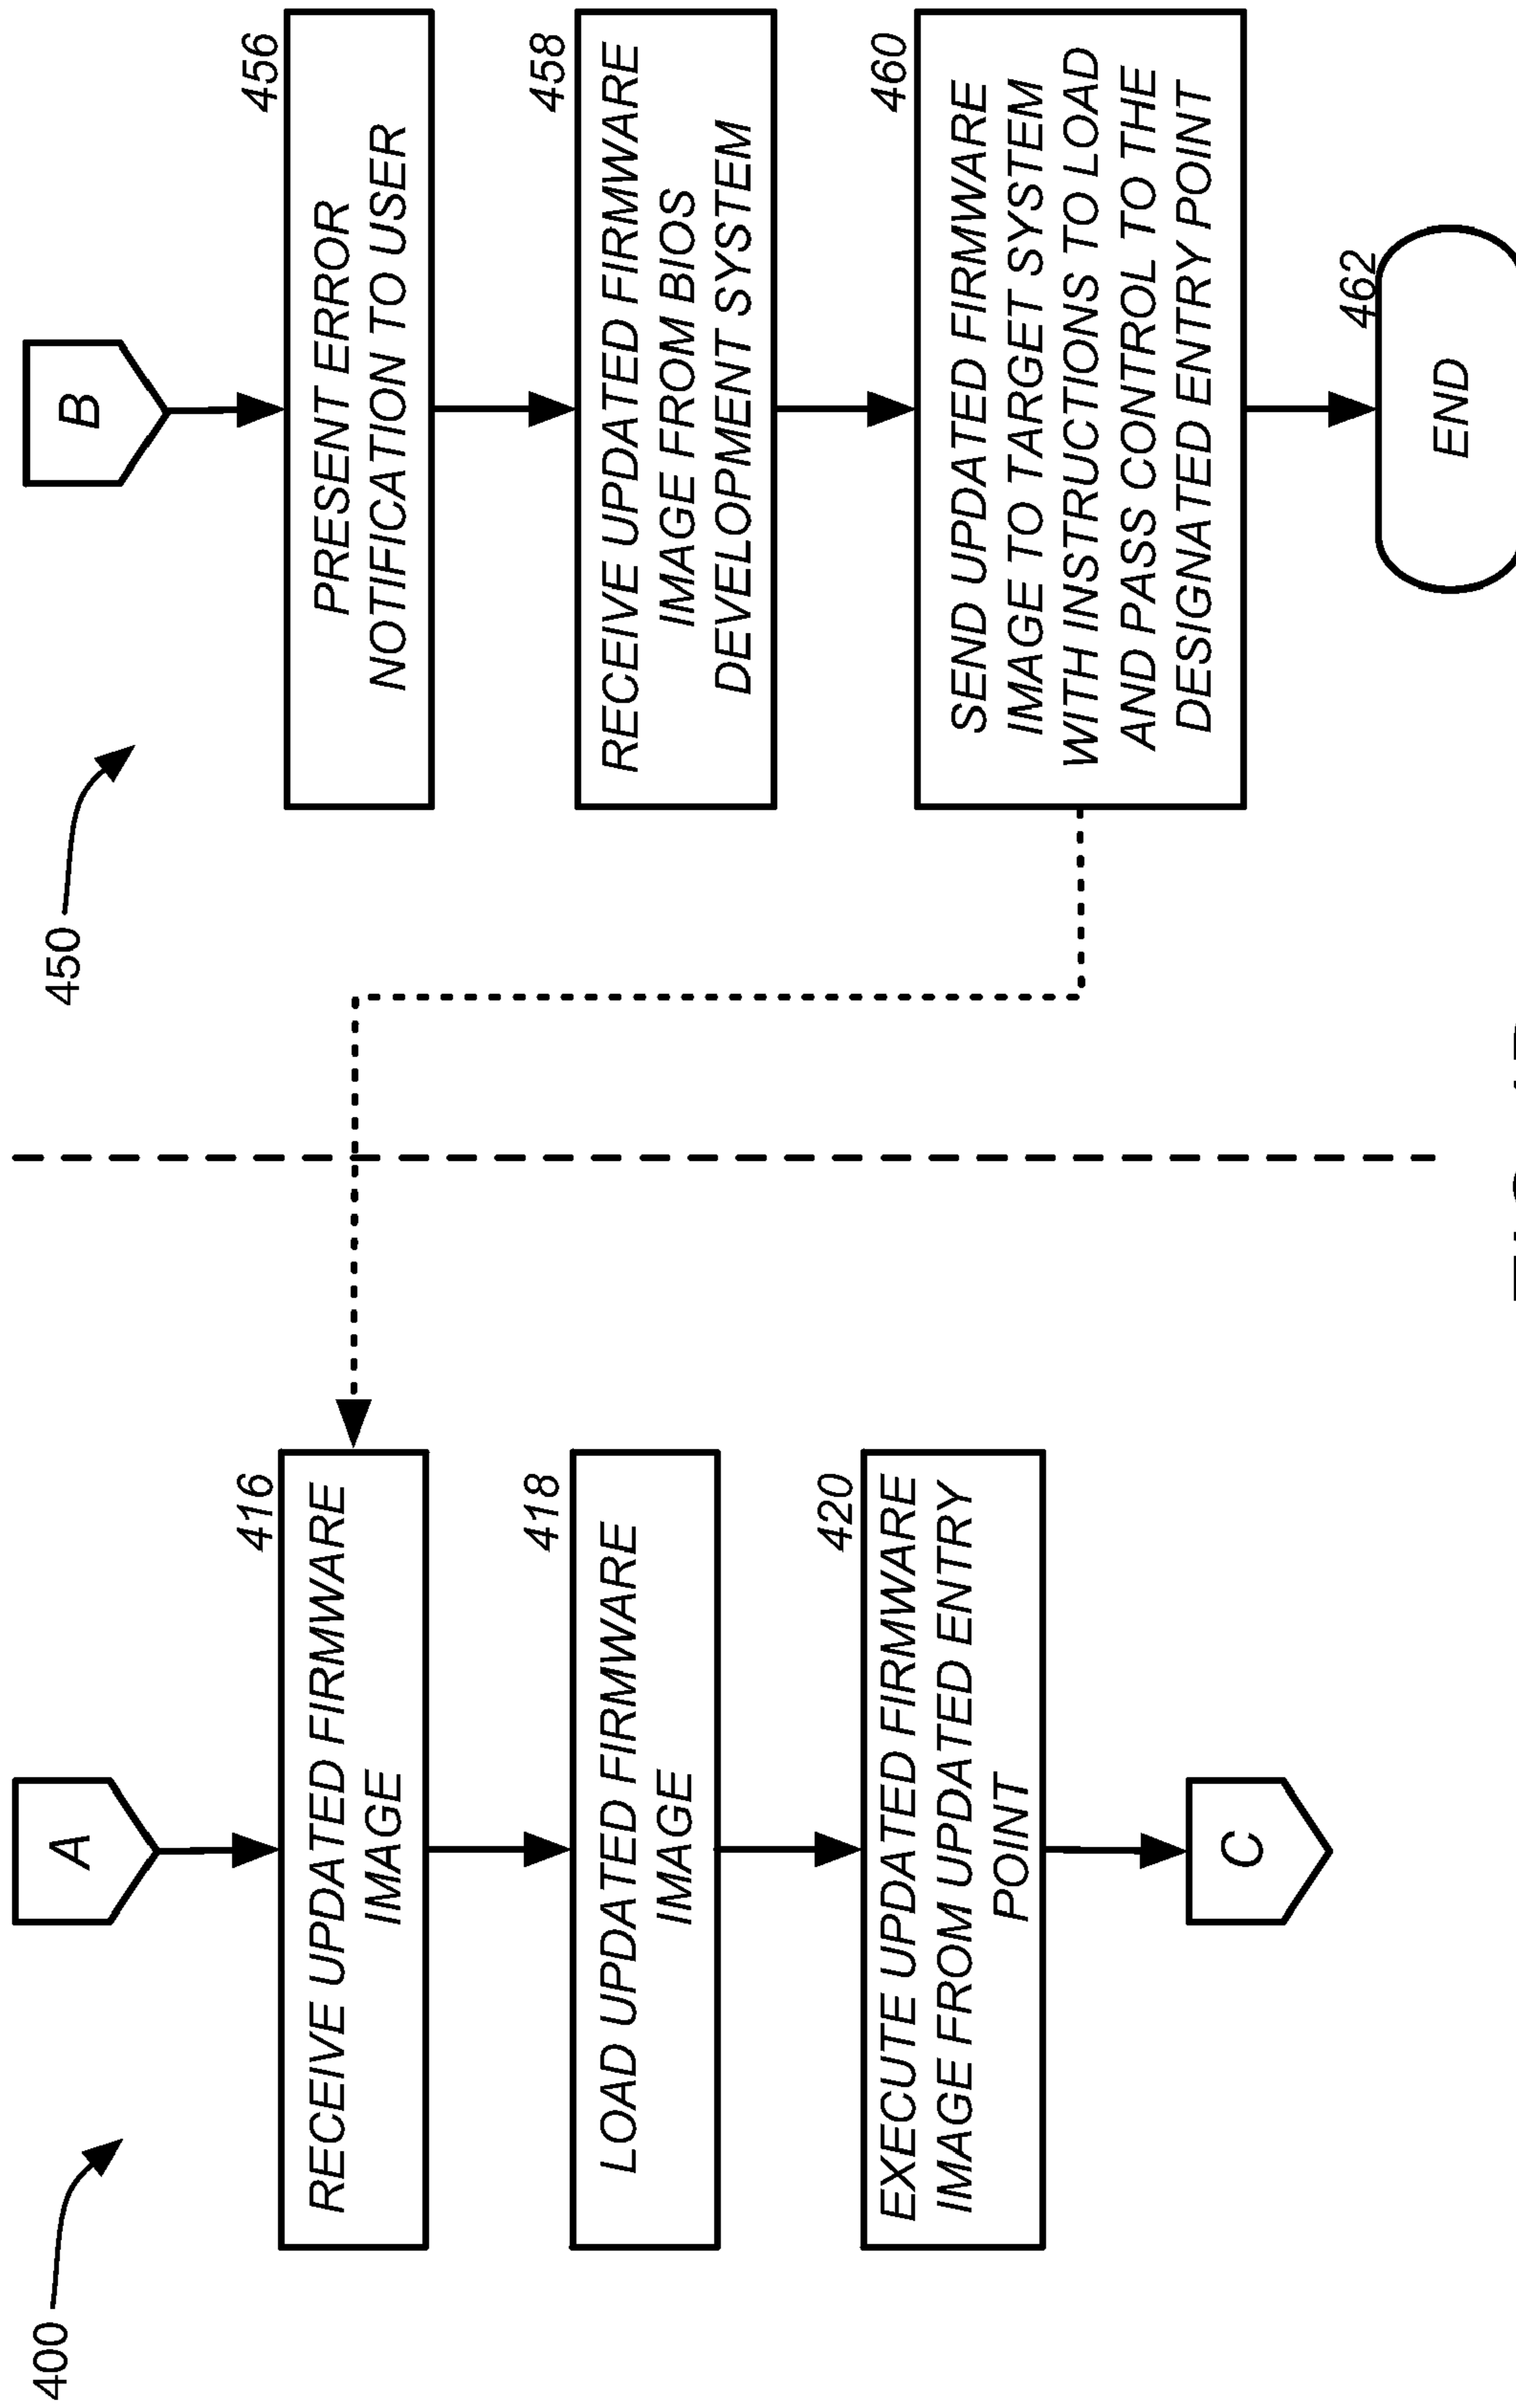 400
A
416
RECEIVE UPDATED FIRMWARE
IMAGE
418
LOAD UPDATED FIRMWARE
IMAGE
420
EXECUTE UPDATED FIRMWARE
IMAGE FROM UPDATED ENTRY
POINT
C
450
B
456
PRESENT ERROR
NOTIFICATION TO USER
458
RECEIVE UPDATED FIRMWARE
IMAGE FROM BIOS
DEVELOPMENT SYSTEM
460
SEND UPDATED FIRMWARE
IMAGE TO TARGET SYSTEM
WITH INSTRUCTIONS TO LOAD
AND PASS CONTROL TO THE
DESIGNATED ENTRY POINT
462
END